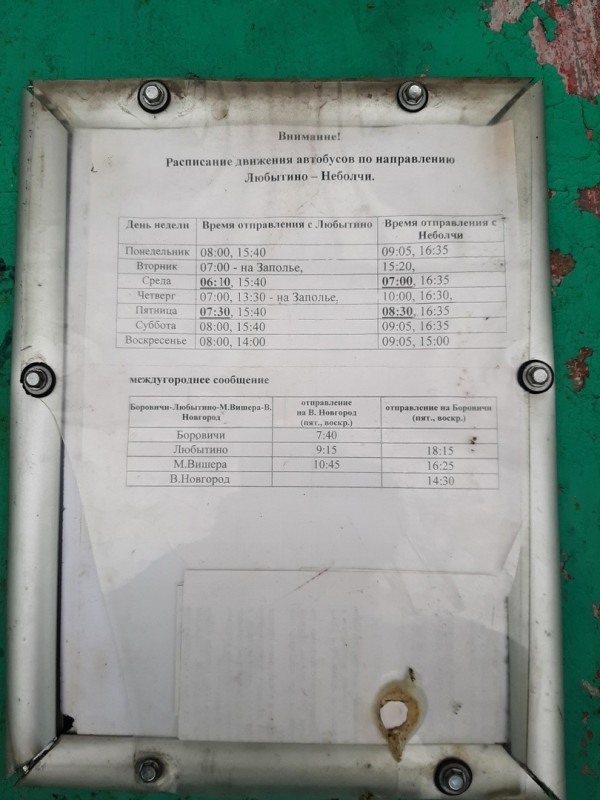 Внимание!
Расписание движения автобусов по направлению
Любытино – Неболчи.
День недели Время отправления с Любытино Время отправления с
Неболчи
Понедельник 08:00, 15:40 09:05, 16:35
Вторник 07:00 - на Заполье, 15:20,
Среда 06:10, 15:40 07:00, 16:35
Четверг 07:00, 13:30 - на Заполье, 10:00, 16:30,
Пятница 07:30, 15:40 08:30, 16:35
Суббота 08:00, 15:40 09:05, 16:35
Воскресенье 08:00, 14:00 09:05, 15:00
междугороднее сообщение
Боровичи-Любытино-М.Вишера-В.
Новгород
отправление
на В. Новгород
(пят., воскр.)
отправление на Боровичи
(пят., воскр.)
Боровичи 7:40
Любытино 9:15 18:15
М.Вишера 10:45 16:25
В.Новгород 14:30